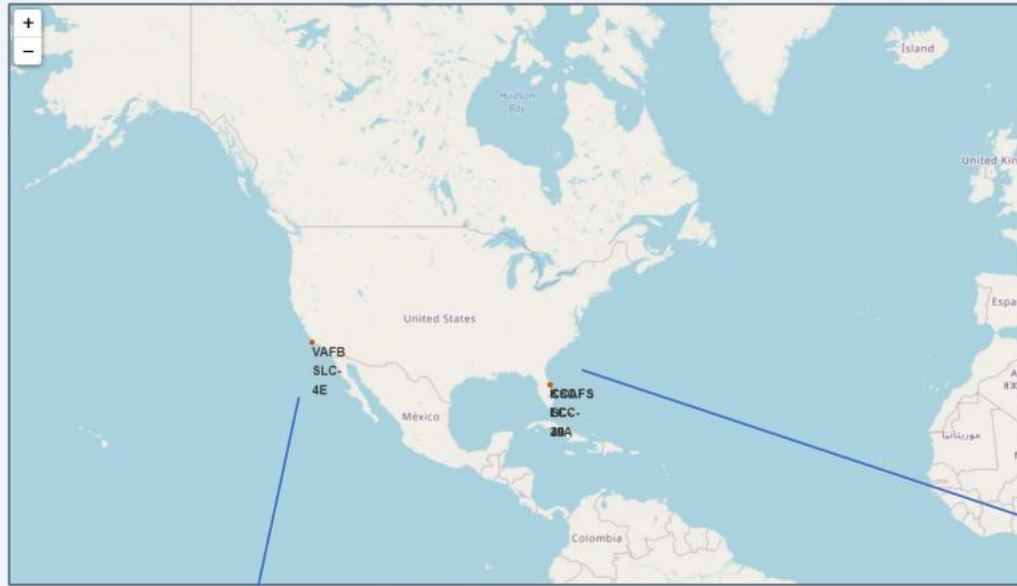 +
−
Ísland
Hudson
Bay
United Kin
United States
Espa
VAFB
SLC-
4E
México
موريتانيا
Colombia